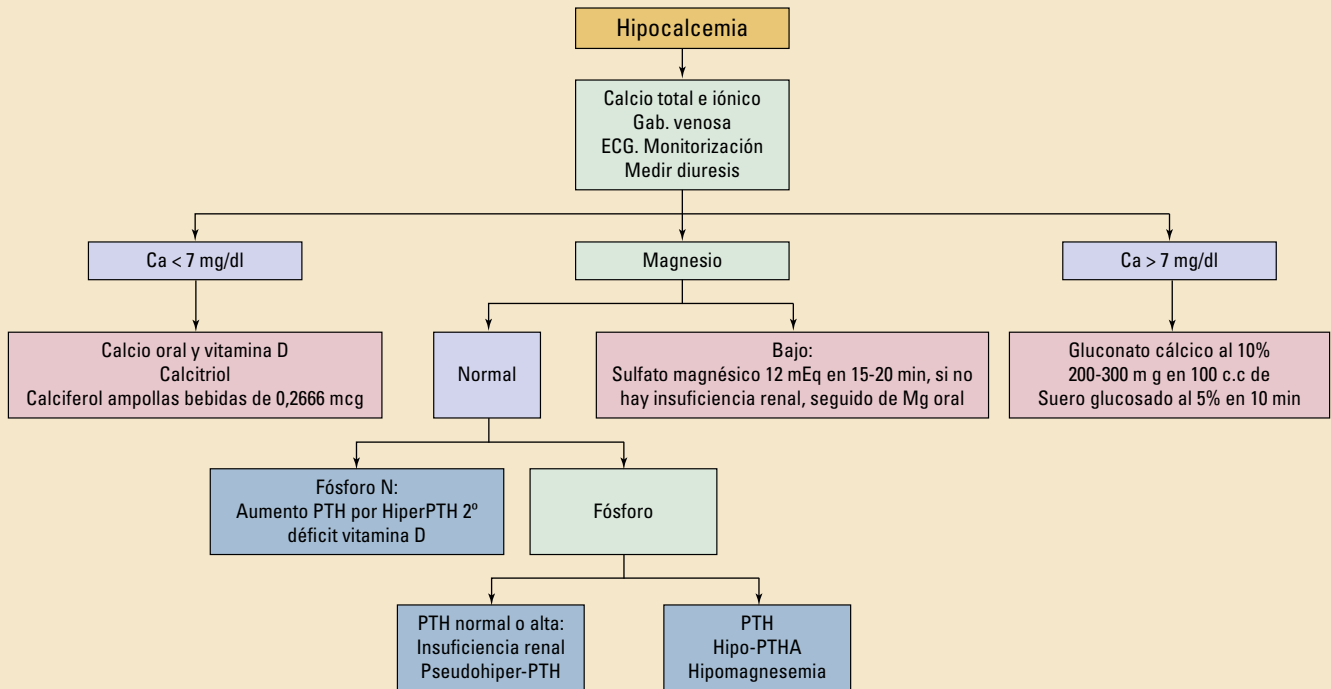 Hipocalcemia
Calcio total e iónico
Gab. venosa
ECG. Monitorización
Medir diuresis
Ca < 7 mg/dl
Magnesio
Ca > 7 mg/dl
Calcio oral y vitamina D
Calcitriol
Calciferol ampollas bebidas de 0,2666 mcg
Normal
Bajo:
Sulfato magnésico 12 mEq en 15-20 min, si no
hay insuficiencia renal, seguido de Mg oral
Gluconato cálcico al 10%
200-300 m g en 100 c.c de
Suero glucosado al 5% en 10 min
Fósforo N:
Aumento PTH por HiperPTH 2º
déficit vitamina D
Fósforo
PTH normal o alta:
Insuficiencia renal
Pseudohiper-PTH
PTH
Hipo-PTHA
Hipomagnesemia